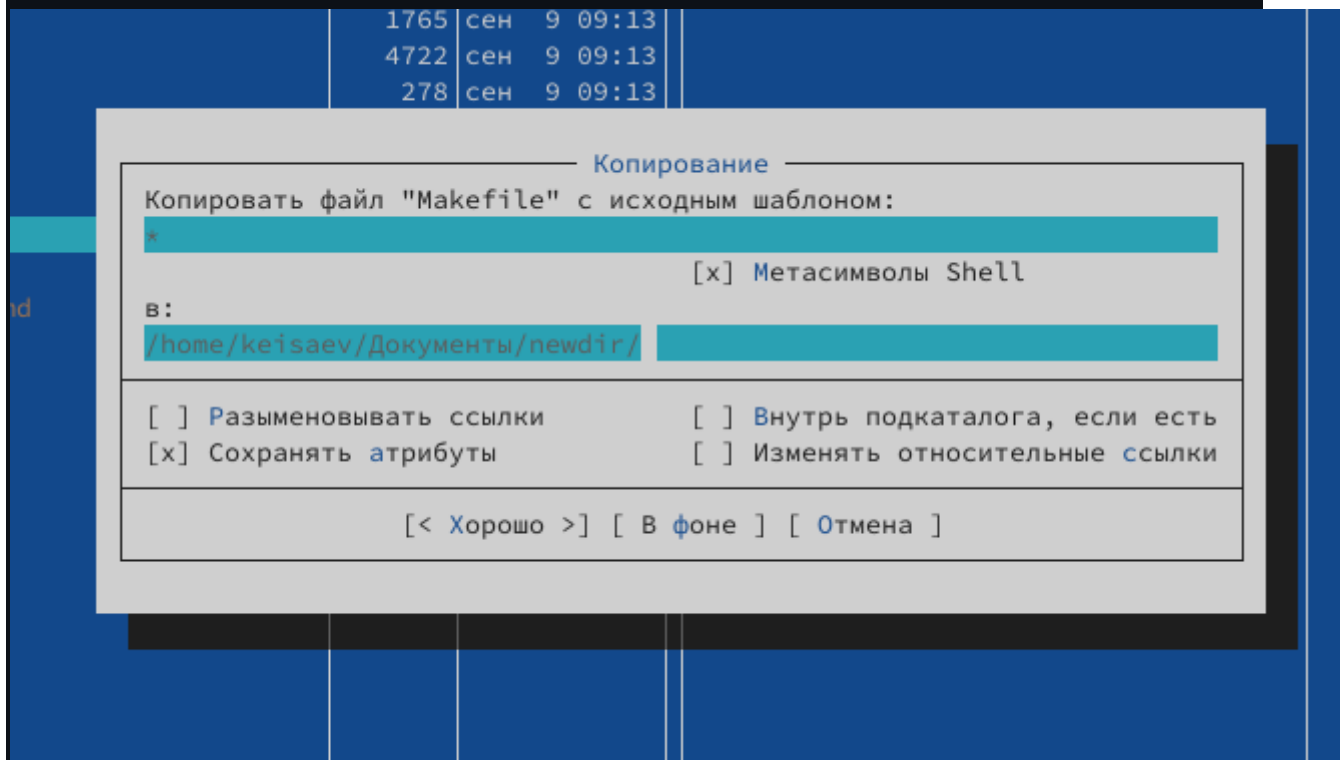 1765 сен 9 09:13
4722 сен 9 09:13
278 сен 9 09:13
Копирование
Копировать файл "Makefile" с исходным шаблоном:
*
[x] Метасимволы Shell
nd
в:
/home/keisaev/Документы/newdir/
[ ] Разыменовывать ссылки [ ] Внутрь подкаталога, если есть
[x] Сохранять атрибуты [ ] Изменять относительные ссылки
[< Хорошо >] [ В фоне ] [ Отмена ]